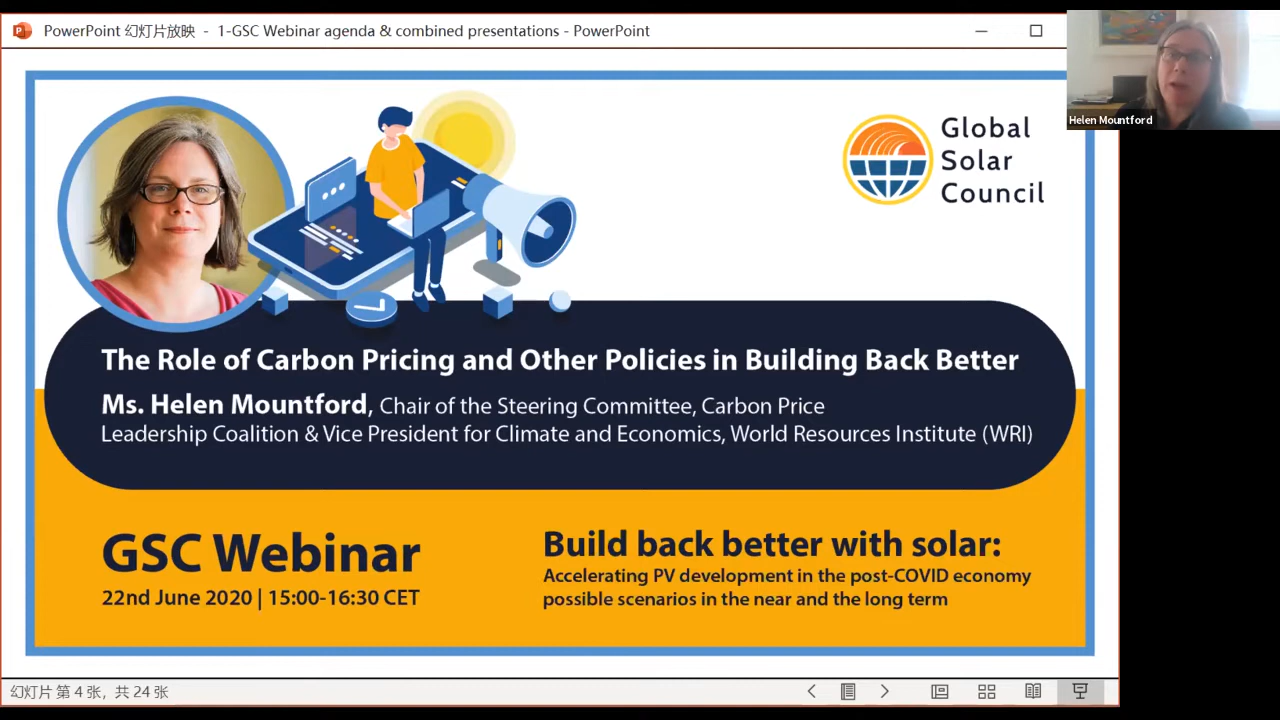 PowerPoint 幻灯片放映 - 1-GSC Webinar agenda & combined presentations - PowerPoint
Helen Mountford
Global
Solar
Council
The Role of Carbon Pricing and Other Policies in Building Back Better
Ms. Helen Mountford, Chair of the Steering Committee, Carbon Price
Leadership Coalition & Vice President for Climate and Economics, World Resources Institute (WRI)
GSC Webinar
22nd June 2020 | 15:00-16:30 CET
Build back better with solar:
Accelerating PV development in the post-COVID economy
possible scenarios in the near and the long term
幻灯片 第 4 张，共 24 张